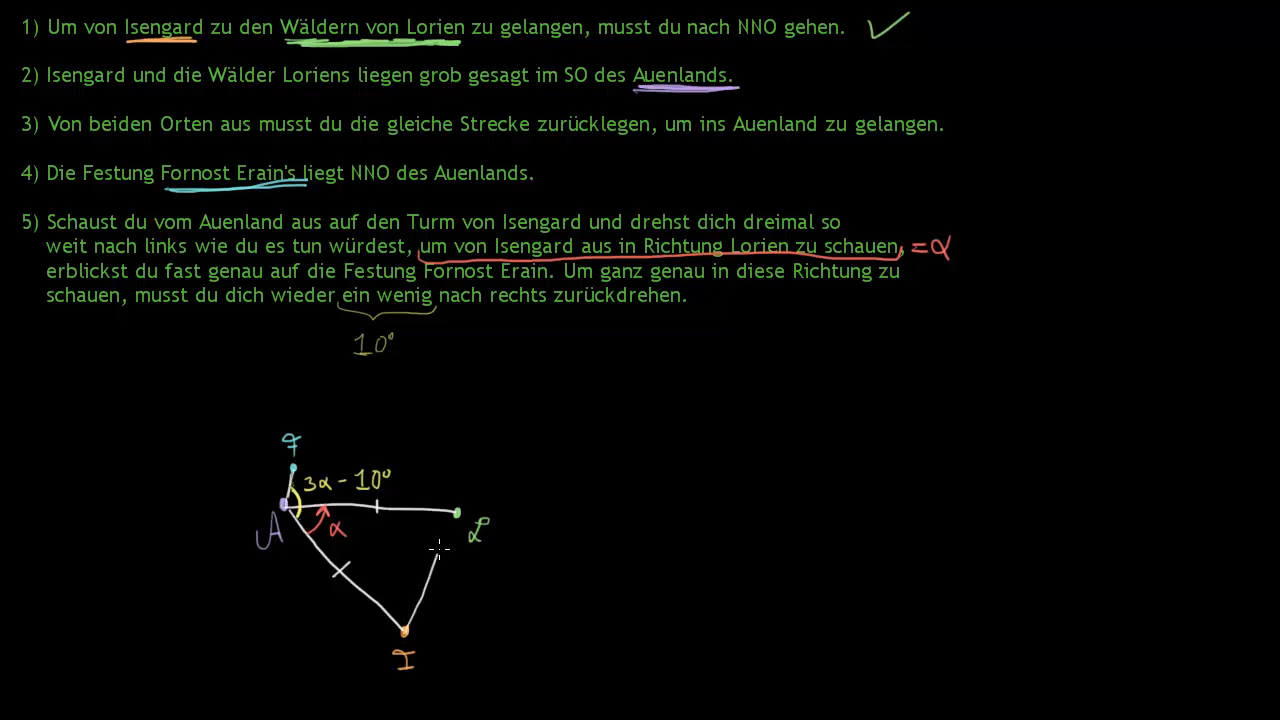 1) Um von Isengard zu den Wäldern von Lorien zu gelangen, musst du nach NNO gehen.
2) Isengard und die Wälder Loriens liegen grob gesagt im SO des Auenlands.
3) Von beiden Orten aus musst du die gleiche Strecke zurücklegen, um ins Auenland zu gelangen.
4) Die Festung Fornost Erain's liegt NNO des Auenlands.
5) Schaust du vom Auenland aus auf den Turm von Isengard und drehst dich dreimal so
weit nach links wie du es tun würdest, um von Isengard aus in Richtung Lorien zu schauen, = α
erblickst du fast genau auf die Festung Fornost Erain. Um ganz genau in diese Richtung zu
schauen, musst du dich wieder ein wenig nach rechts zurückdrehen.
10°
F
3α - 10°
A
α
L
I